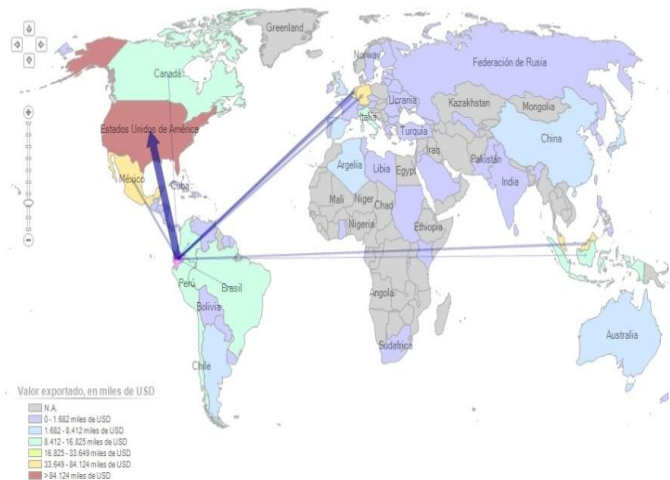 Greenland
Norway
Federación de Rusia
Canadá
Ucrania
Kazakhstan
Mongolia
Italia
Estados Unidos de América
Turquía
China
Iraq
Argelia
Libia
Egypt
Pakistán
México
Cuba
India
Mali
Niger
Chad
Nigeria
Ethiopia
Perú
Brasil
Angola
Bolivia
Australia
Sudáfrica
Chile
Valor exportado, en miles de USD
N.A.
0 - 1.682 miles de USD
1.682 - 8.412 miles de USD
8.412 - 16.825 miles de USD
16.825 - 33.649 miles de USD
33.649 - 84.124 miles de USD
> 84.124 miles de USD